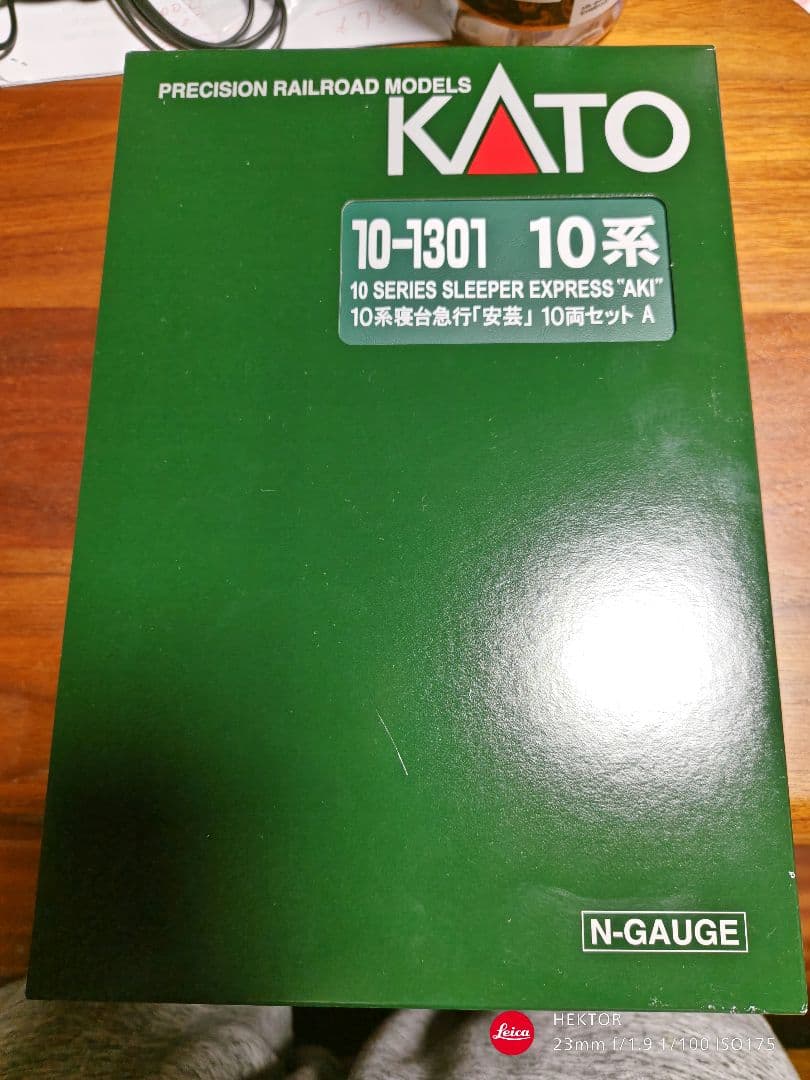 PRECISION RAILROAD MODELS
KATO
10-1301 10系
10 SERIES SLEEPER EXPRESS "AKI"
10系寝台急行「安芸」 10両セット A
N-GAUGE
Leica
HEKTOR
23mm f/1.9 1/100 ISO175